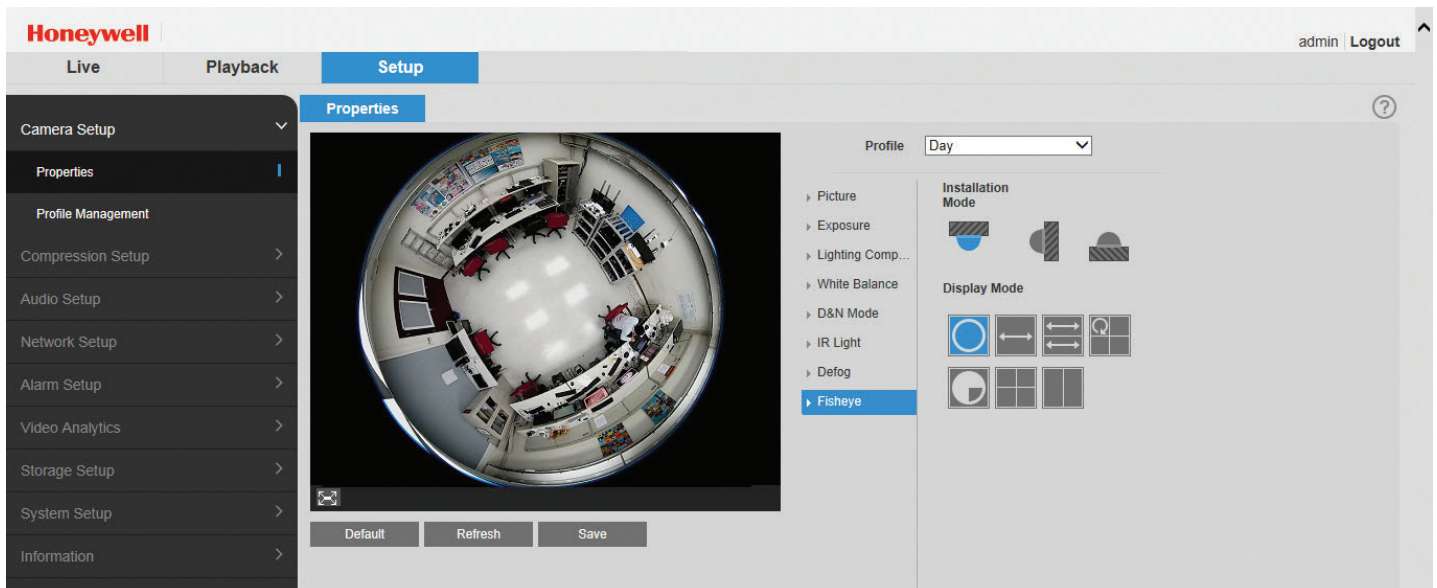 Honeywell
admin Logout
Live Playback Setup
Camera Setup
Properties
Profile Management
Compression Setup
Audio Setup
Network Setup
Alarm Setup
Video Analytics
Storage Setup
System Setup
Information
Properties
?
Default Refresh Save
Profile Day
Picture
Exposure
Lighting Comp...
White Balance
D&N Mode
IR Light
Defog
Fisheye
Installation
Mode
Display Mode